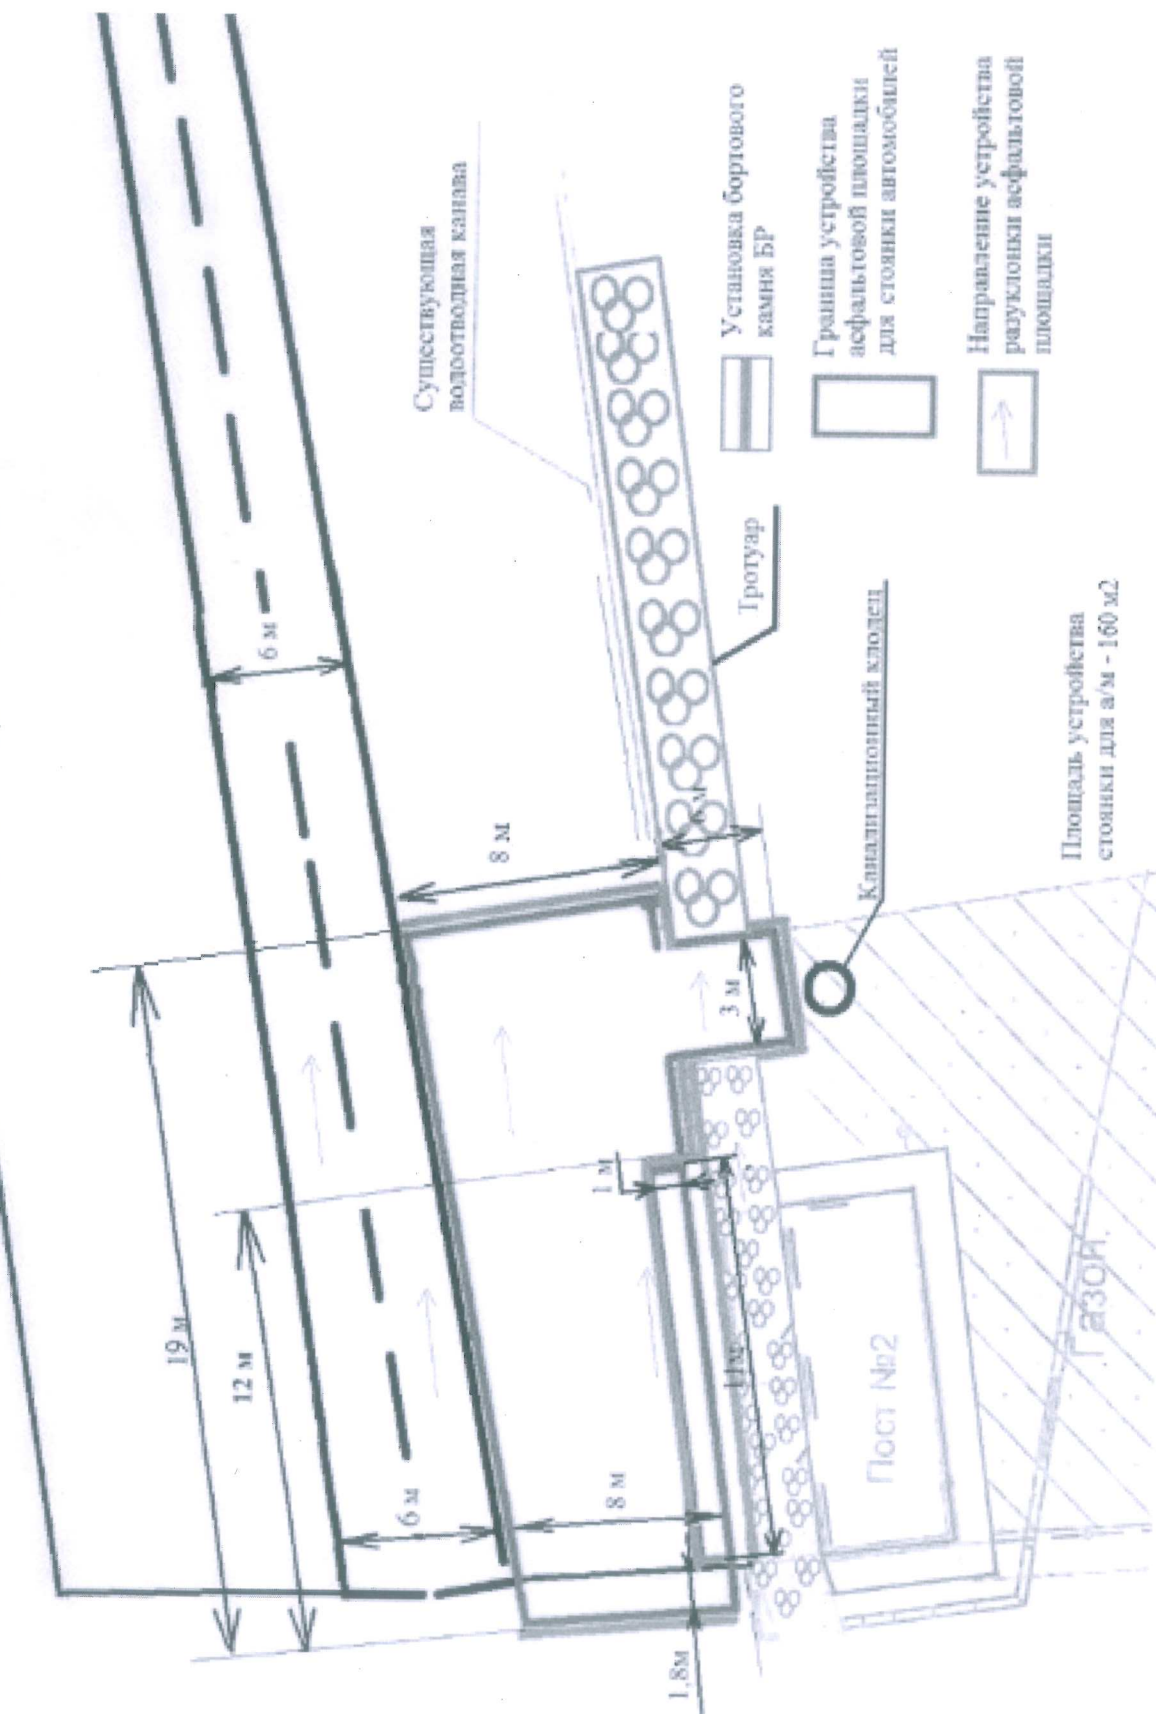 19 м
12 м
6 м
6 м
8 м
8 м
1 м
3 м
11м
1,8м
Существующая
водоотводная канава
Установка бортового
камня БР
Граница устройства
асфальтовой площадки
для стоянки автомобилей
Направление устройства
разуклонки асфальтовой
площадки
Тротуар
Канализационный клодец
Площадь устройства
стоянки для а/м - 160 м2
Пост №2
Газон.